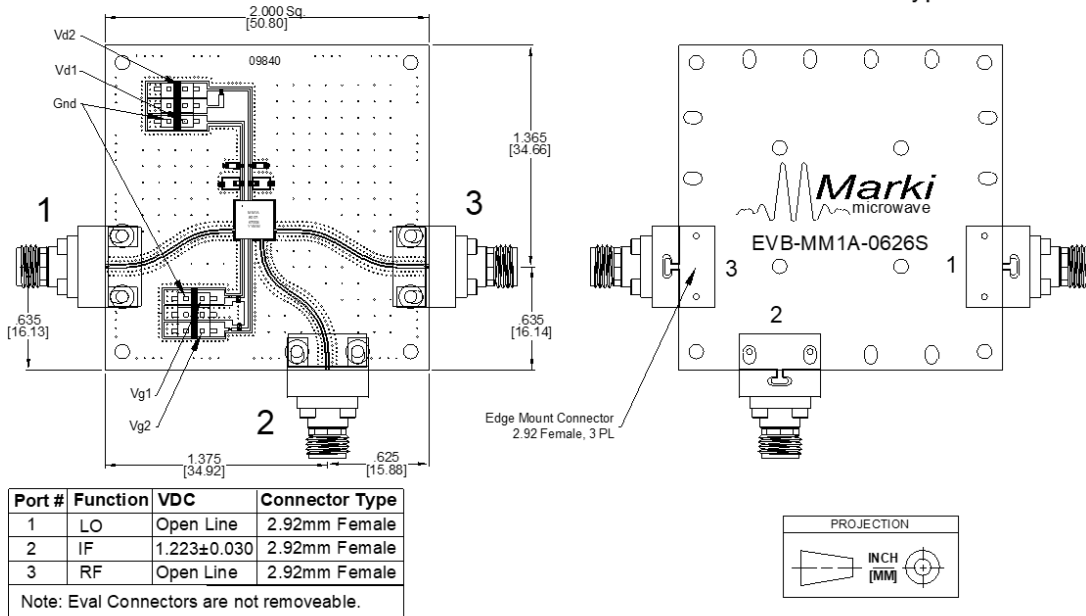 2.000 Sq.
[50.80]
Vd2
Vd1
Gnd
09840
1
3
1.365
[34.66]
.635
[16.13]
.635
[16.14]
Vg1
Vg2
2
1.375
[34.92]
.625
[15.88]
Marki
microwave
EVB-MM1A-0626S
3
1
2
Edge Mount Connector
2.92 Female, 3 PL
Port # Function VDC Connector Type
1 LO Open Line 2.92mm Female
2 IF 1.223±0.030 2.92mm Female
3 RF Open Line 2.92mm Female
Note: Eval Connectors are not removeable.
PROJECTION
INCH
[MM]